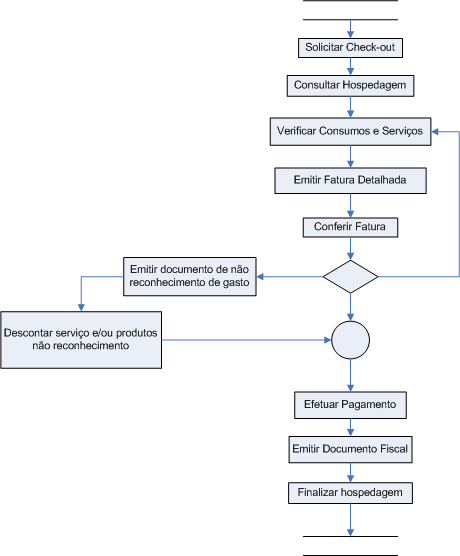 Solicitar Check-out
Consultar Hospedagem
Verificar Consumos e Serviços
Emitir Fatura Detalhada
Conferir Fatura
Emitir documento de não
reconhecimento de gasto
Descontar serviço e/ou produtos
não reconhecimento
Efetuar Pagamento
Emitir Documento Fiscal
Finalizar hospedagem